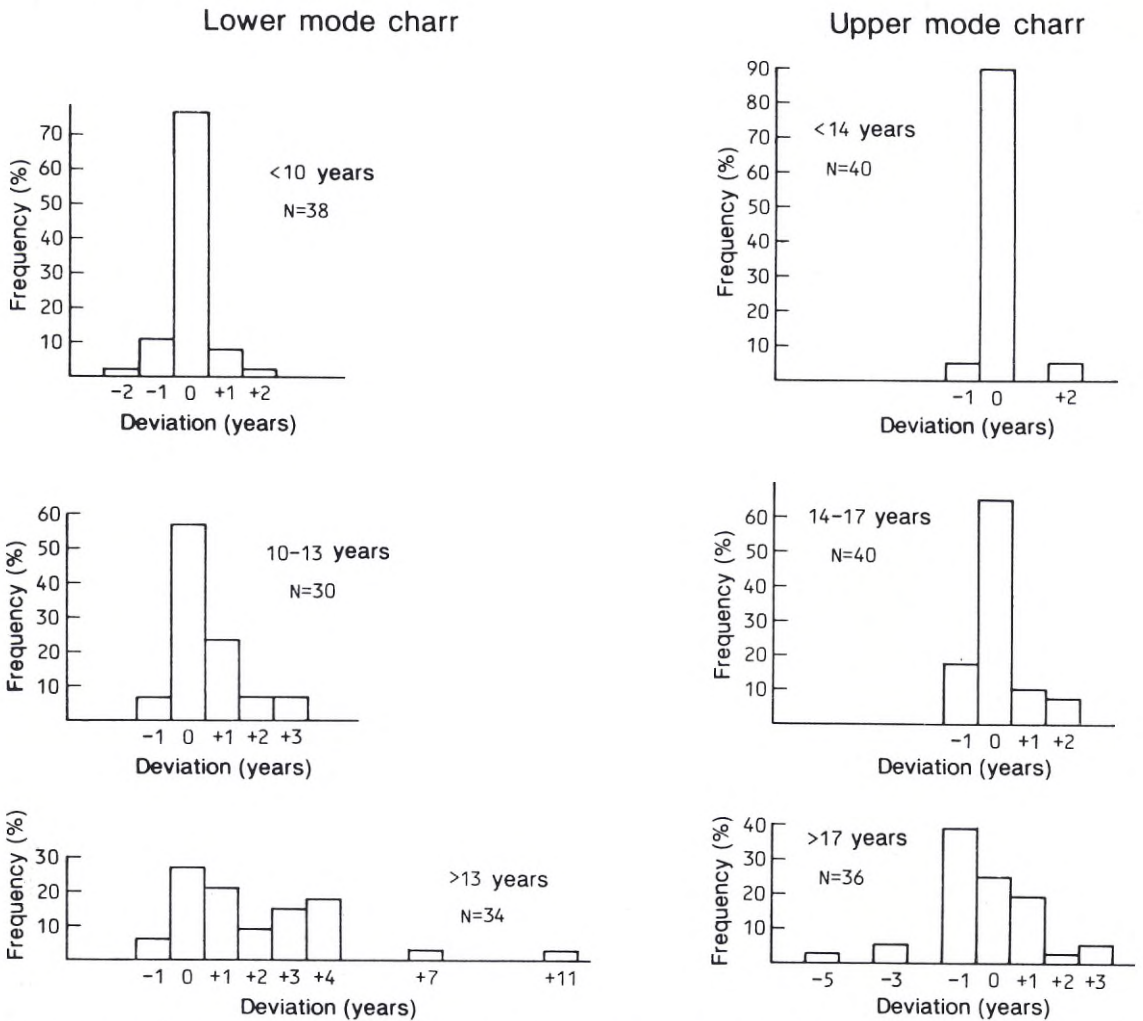 Lower mode charr
Frequency (%)
70
60
50
40
30
20
10
<10 years
N=38
-2 -1 0 +1 +2
Deviation (years)
Frequency (%)
60
50
40
30
20
10
10-13 years
N=30
-1 0 +1 +2 +3
Deviation (years)
Frequency (%)
30
20
10
>13 years
N=34
-1 0 +1 +2 +3 +4 +7 +11
Deviation (years)
Upper mode charr
Frequency (%)
90
80
70
60
50
40
30
20
10
<14 years
N=40
-1 0 +2
Deviation (years)
Frequency (%)
60
50
40
30
20
10
14-17 years
N=40
-1 0 +1 +2
Deviation (years)
Frequency (%)
40
30
20
10
>17 years
N=36
-5 -3 -1 0 +1 +2 +3
Deviation (years)